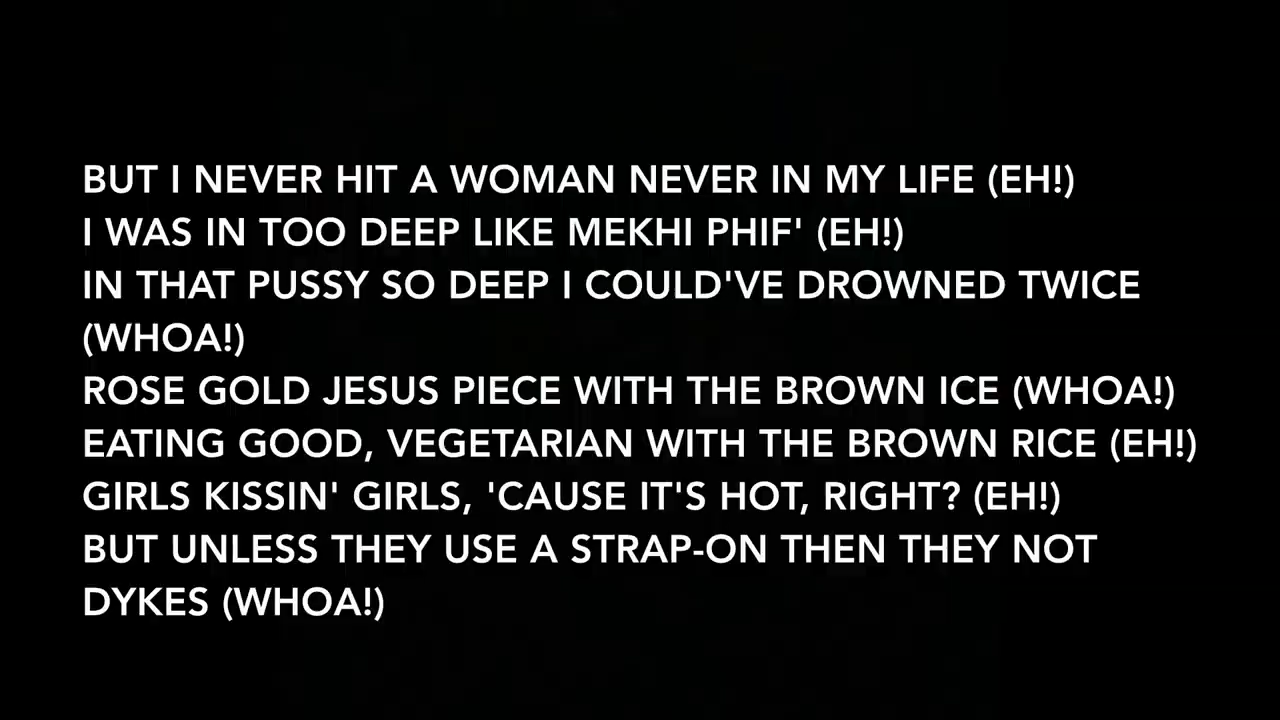 BUT I NEVER HIT A WOMAN NEVER IN MY LIFE (EH!)
I WAS IN TOO DEEP LIKE MEKHI PHIF' (EH!)
IN THAT PUSSY SO DEEP I COULD'VE DROWNED TWICE
(WHOA!)
ROSE GOLD JESUS PIECE WITH THE BROWN ICE (WHOA!)
EATING GOOD, VEGETARIAN WITH THE BROWN RICE (EH!)
GIRLS KISSIN' GIRLS, 'CAUSE IT'S HOT, RIGHT? (EH!)
BUT UNLESS THEY USE A STRAP-ON THEN THEY NOT
DYKES (WHOA!)